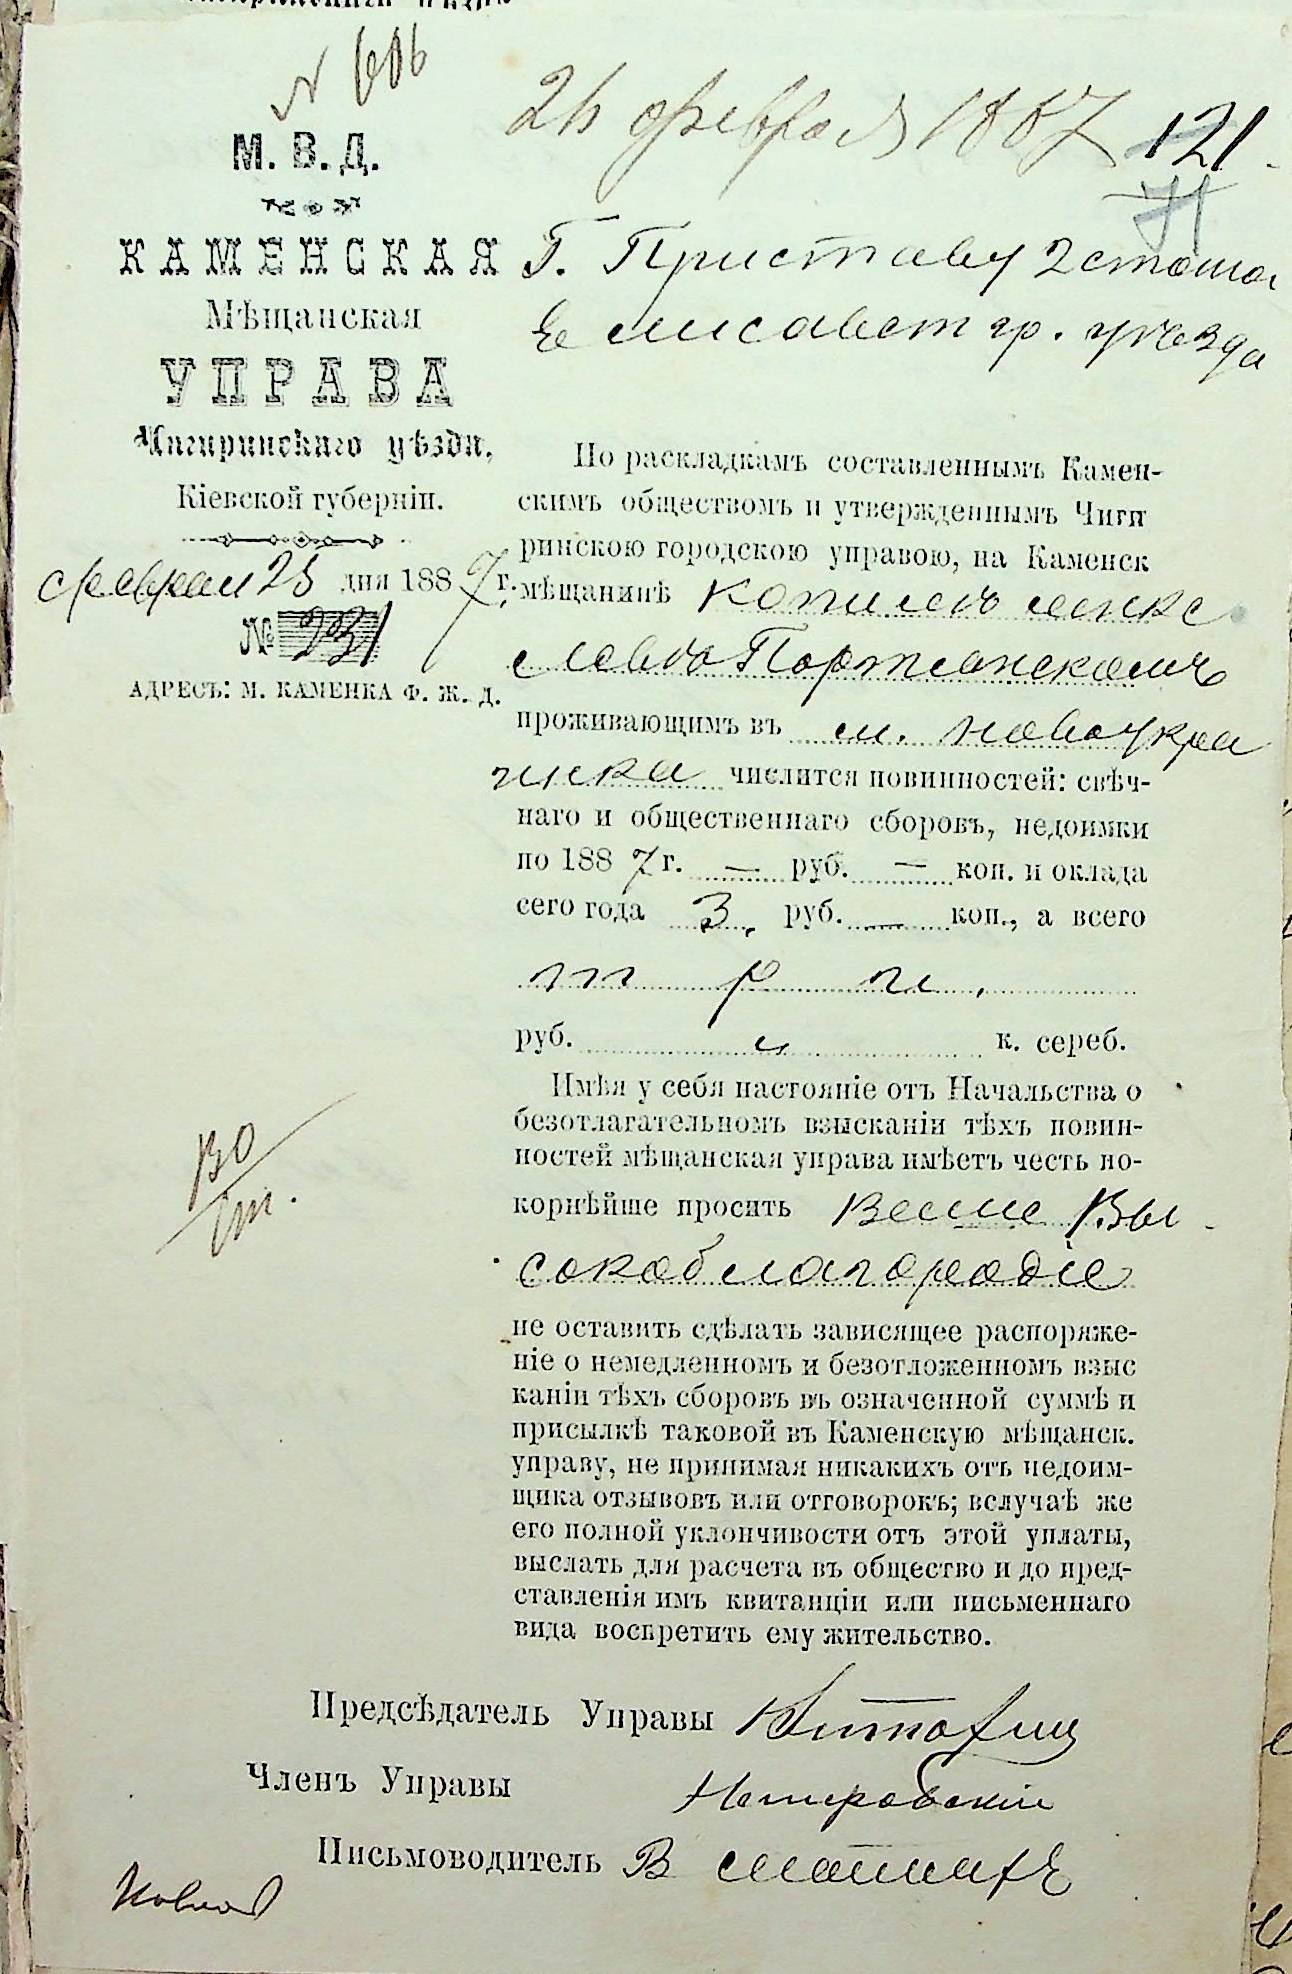 N 606
26 февраля 1887
121
71
М. В. Д.
КАМЕНСКАЯ
Мѣщанская
УПРАВА
Чигиринскаго уѣзда,
Кіевской губерніи.
февраля 25 дня 1887 г.
№ 231
АДРЕСЪ: М. КАМЕНКА Ф. Ж. Д.
Г. Приставу 2 стана
Елисаветгр. уѣзда
По раскладкамъ составленнымъ Камен-
скимъ обществомъ и утвержденнымъ Чиги
ринскою городскою управою, на Каменск
мѣщанинѣ
проживающимъ въ м. новоукра
инка числится повинностей: свѣч-
наго и общественнаго сборовъ, недоимки
по 1887 г. — руб. — коп. и оклада
сего года 3. руб. — коп., а всего
три,
руб. и к. сереб.
Имѣя у себя настояніе отъ Начальства о
безотлагательномъ взысканіи тѣхъ повин-
ностей мѣщанская управа имѣетъ честь по-
корнѣйше просить Ваше Вы
сокоблагородіе
не оставить сдѣлать зависящее распоряже-
ніе о немедленномъ и безотложенномъ взыс
каніи тѣхъ сборовъ въ означенной суммѣ и
присылкѣ таковой въ Каменскую мѣщанск.
управу, не принимая никакихъ отъ недоим-
щика отзывовъ или отговорокъ; вслучаѣ же
его полной уклончивости отъ этой уплаты,
выслать для расчета въ общество и до пред-
ставленія имъ квитанціи или письменнаго
вида воспретить ему жительство.
Предсѣдатель Управы
Членъ Управы
Письмоводитель В